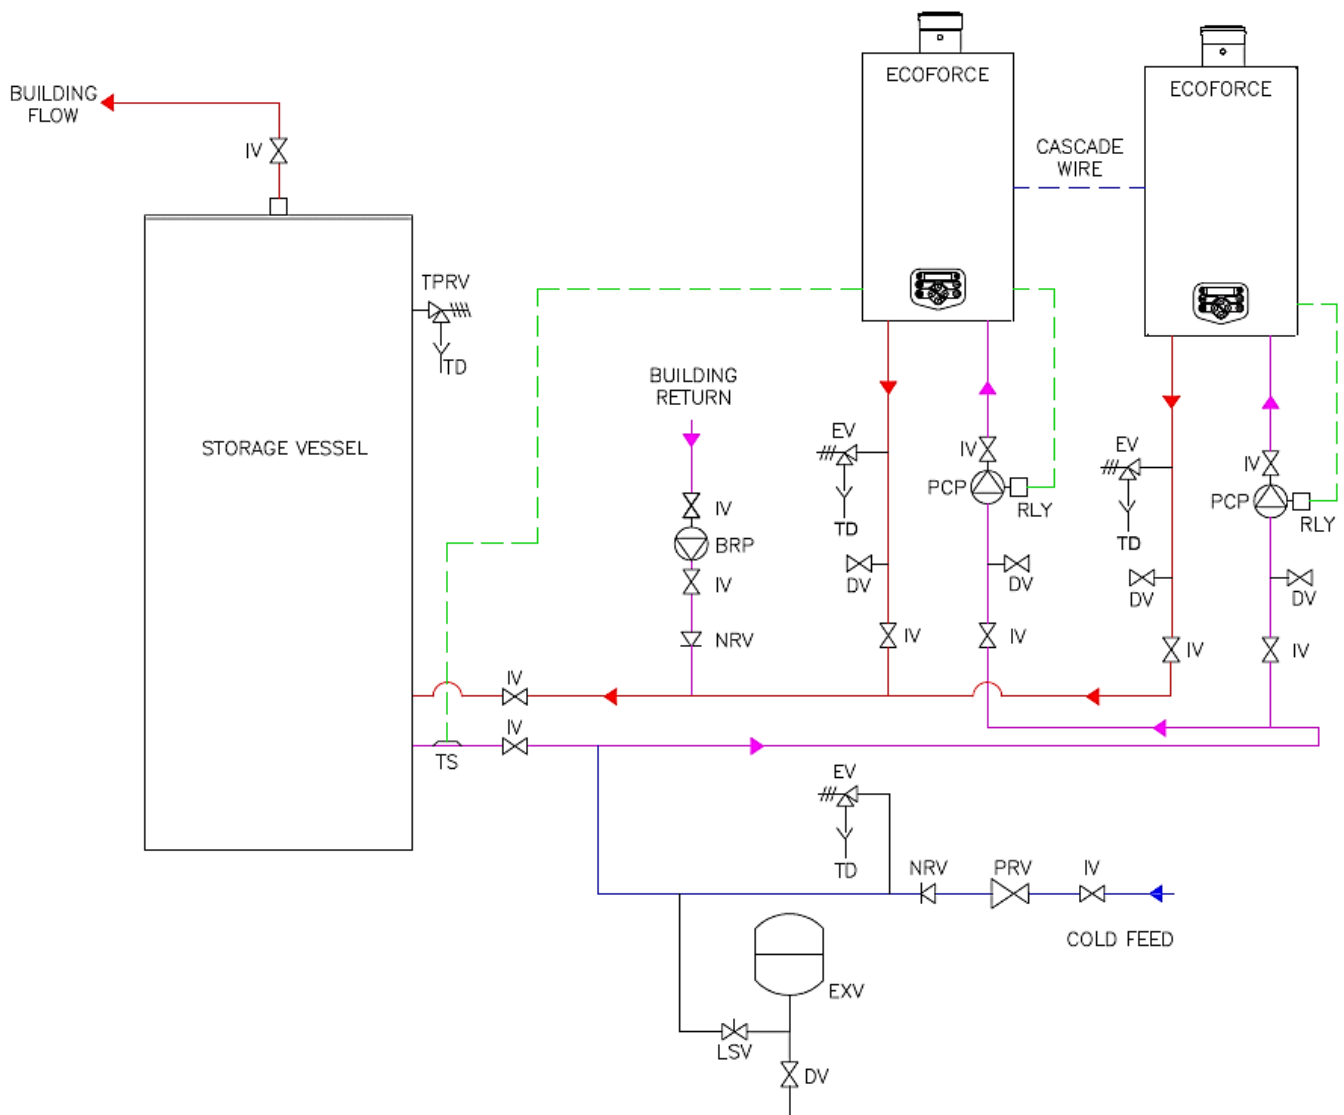 ECOFORCE
ECOFORCE
BUILDING
FLOW
IV
CASCADE
WIRE
TPRV
TD
BUILDING
RETURN
STORAGE VESSEL
EV
IV
PCP
RLY
TD
EV
IV
PCP
RLY
TD
IV
BRP
IV
DV
DV
DV
DV
NRV
IV
IV
IV
IV
IV
IV
TS
EV
TD
NRV
PRV
IV
COLD FEED
EXV
LSV
DV